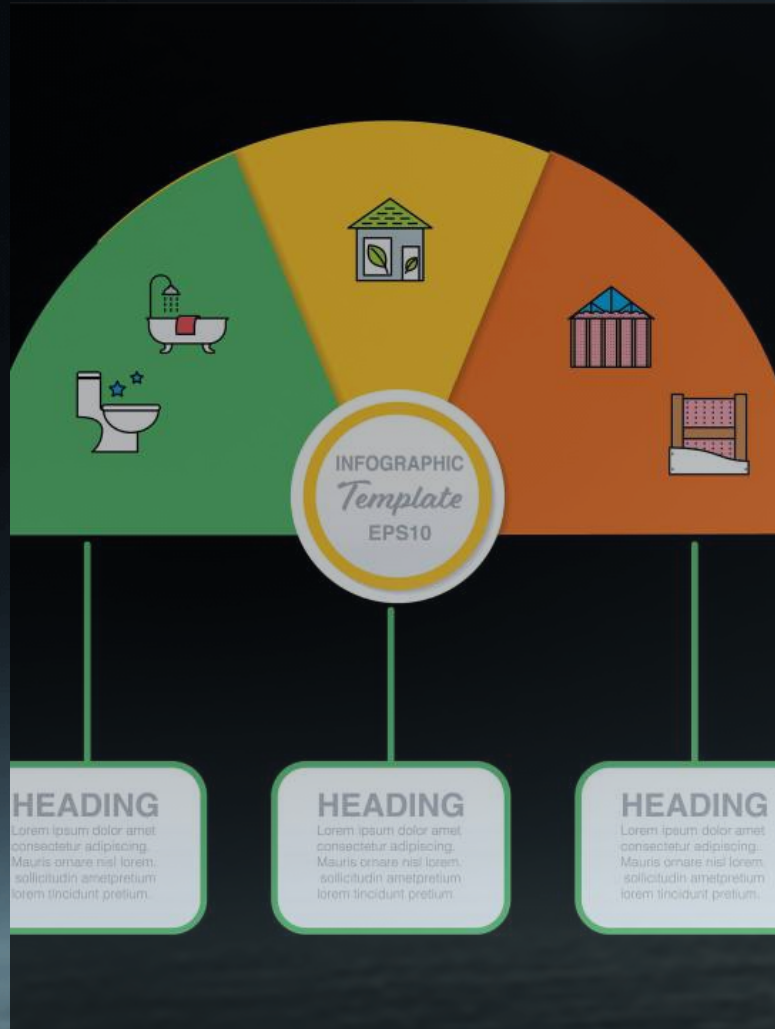 INFOGRAPHIC
Template
EPS10
HEADING
Lorem ipsum dolor amet
consectetur adipiscing.
Mauris ornare nisl lorem.
sollicitudin ametpretium
lorem tincidunt pretium.
HEADING
Lorem ipsum dolor amet
consectetur adipiscing.
Mauris ornare nisl lorem.
sollicitudin ametpretium
lorem tincidunt pretium
HEADING
Lorem ipsum dolor amet
consectetur adipiscing.
Mauris ornare nisl lorem.
sollicitudin ametpretium
lorem tincidunt pretium.